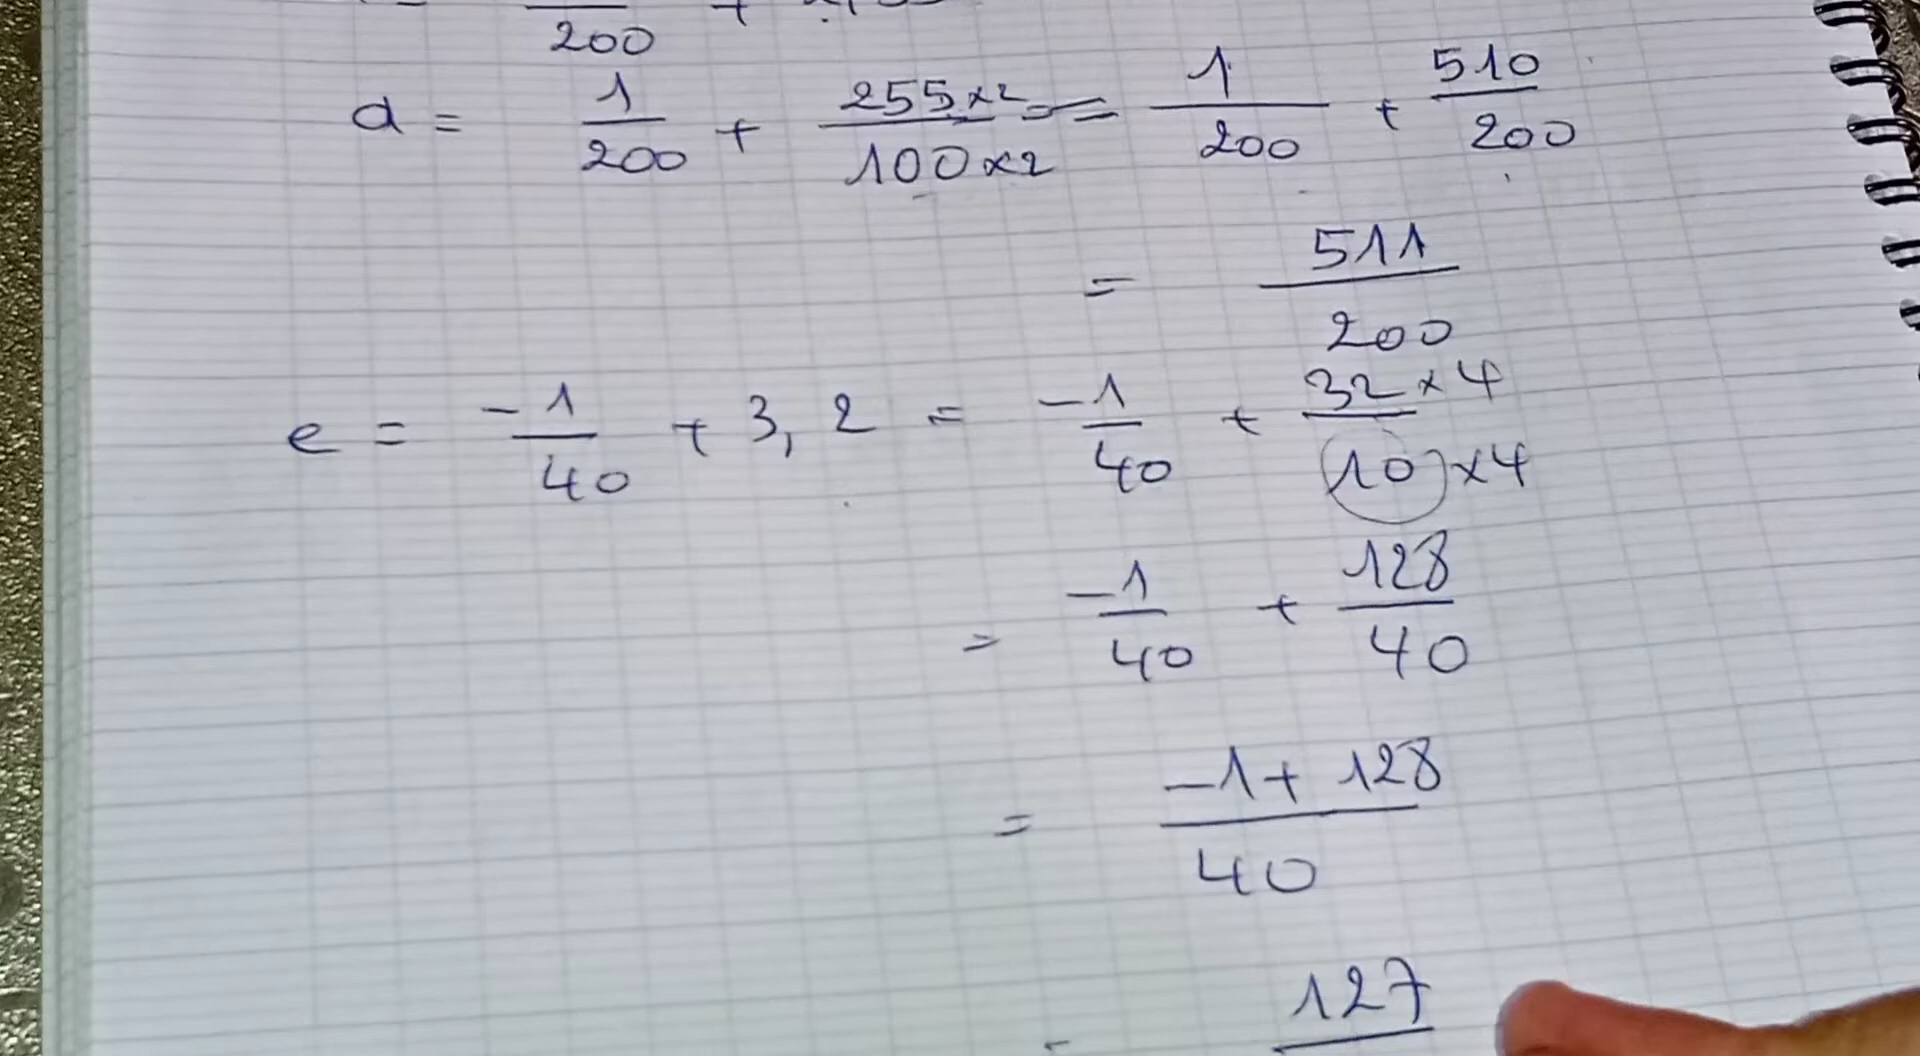 200 +
d = 1/200 + 255×2/100×2 == 1/200 + 510/200
= 511/200
e = -1/40 + 3,2 = -1/40 + 32×4/10×4
= -1/40 + 128/40
= -1+128/40
= 127